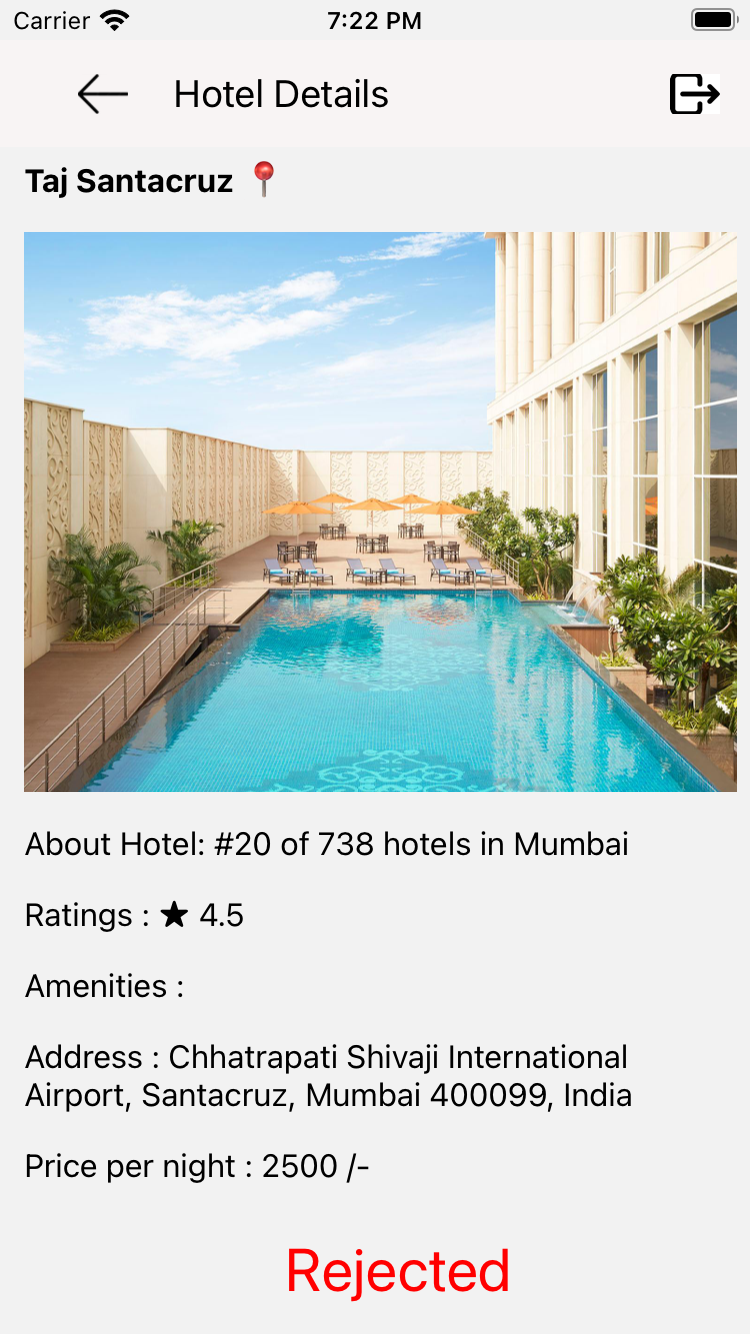 Carrier 7:22 PM
Hotel Details
Taj Santacruz
About Hotel: #20 of 738 hotels in Mumbai
Ratings : ★ 4.5
Amenities :
Address : Chhatrapati Shivaji International
Airport, Santacruz, Mumbai 400099, India
Price per night : 2500 /-
Rejected